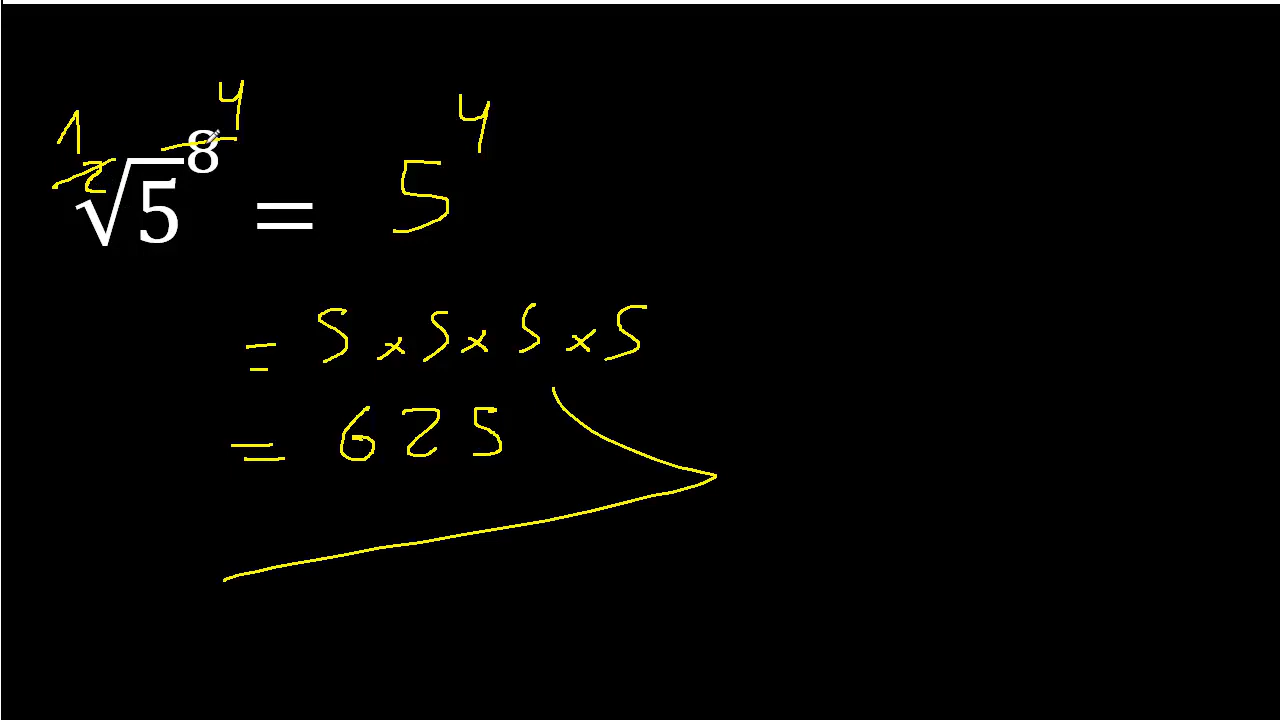 1 2√5^8 4 = 5^4
= 5 x 5 x 5 x 5
= 625